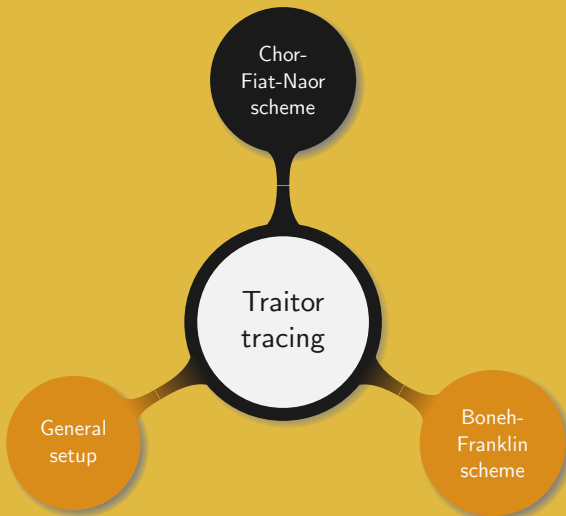 Chor-
Fiat-Naor
scheme
Traitor
tracing
General
setup
Boneh-
Franklin
scheme